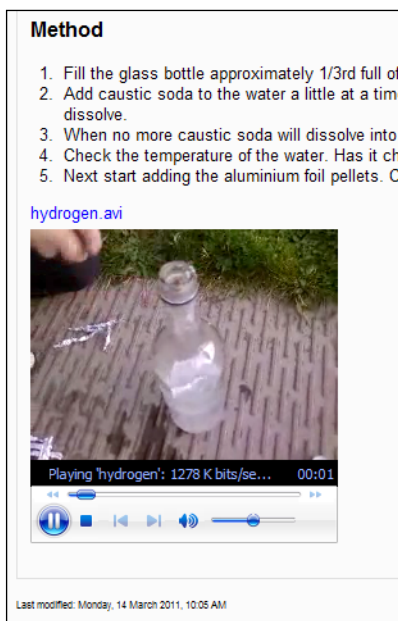 Method
1. Fill the glass bottle approximately 1/3rd full of
2. Add caustic soda to the water a little at a tim
dissolve.
3. When no more caustic soda will dissolve into
4. Check the temperature of the water. Has it ch
5. Next start adding the aluminium foil pellets. C
hydrogen.avi
Playing 'hydrogen': 1278 K bits/se... 00:01
Last modified: Monday, 14 March 2011, 10:05 AM